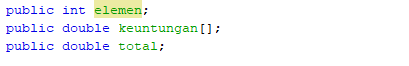 public int elemen;
public double keuntungan[];
public double total;